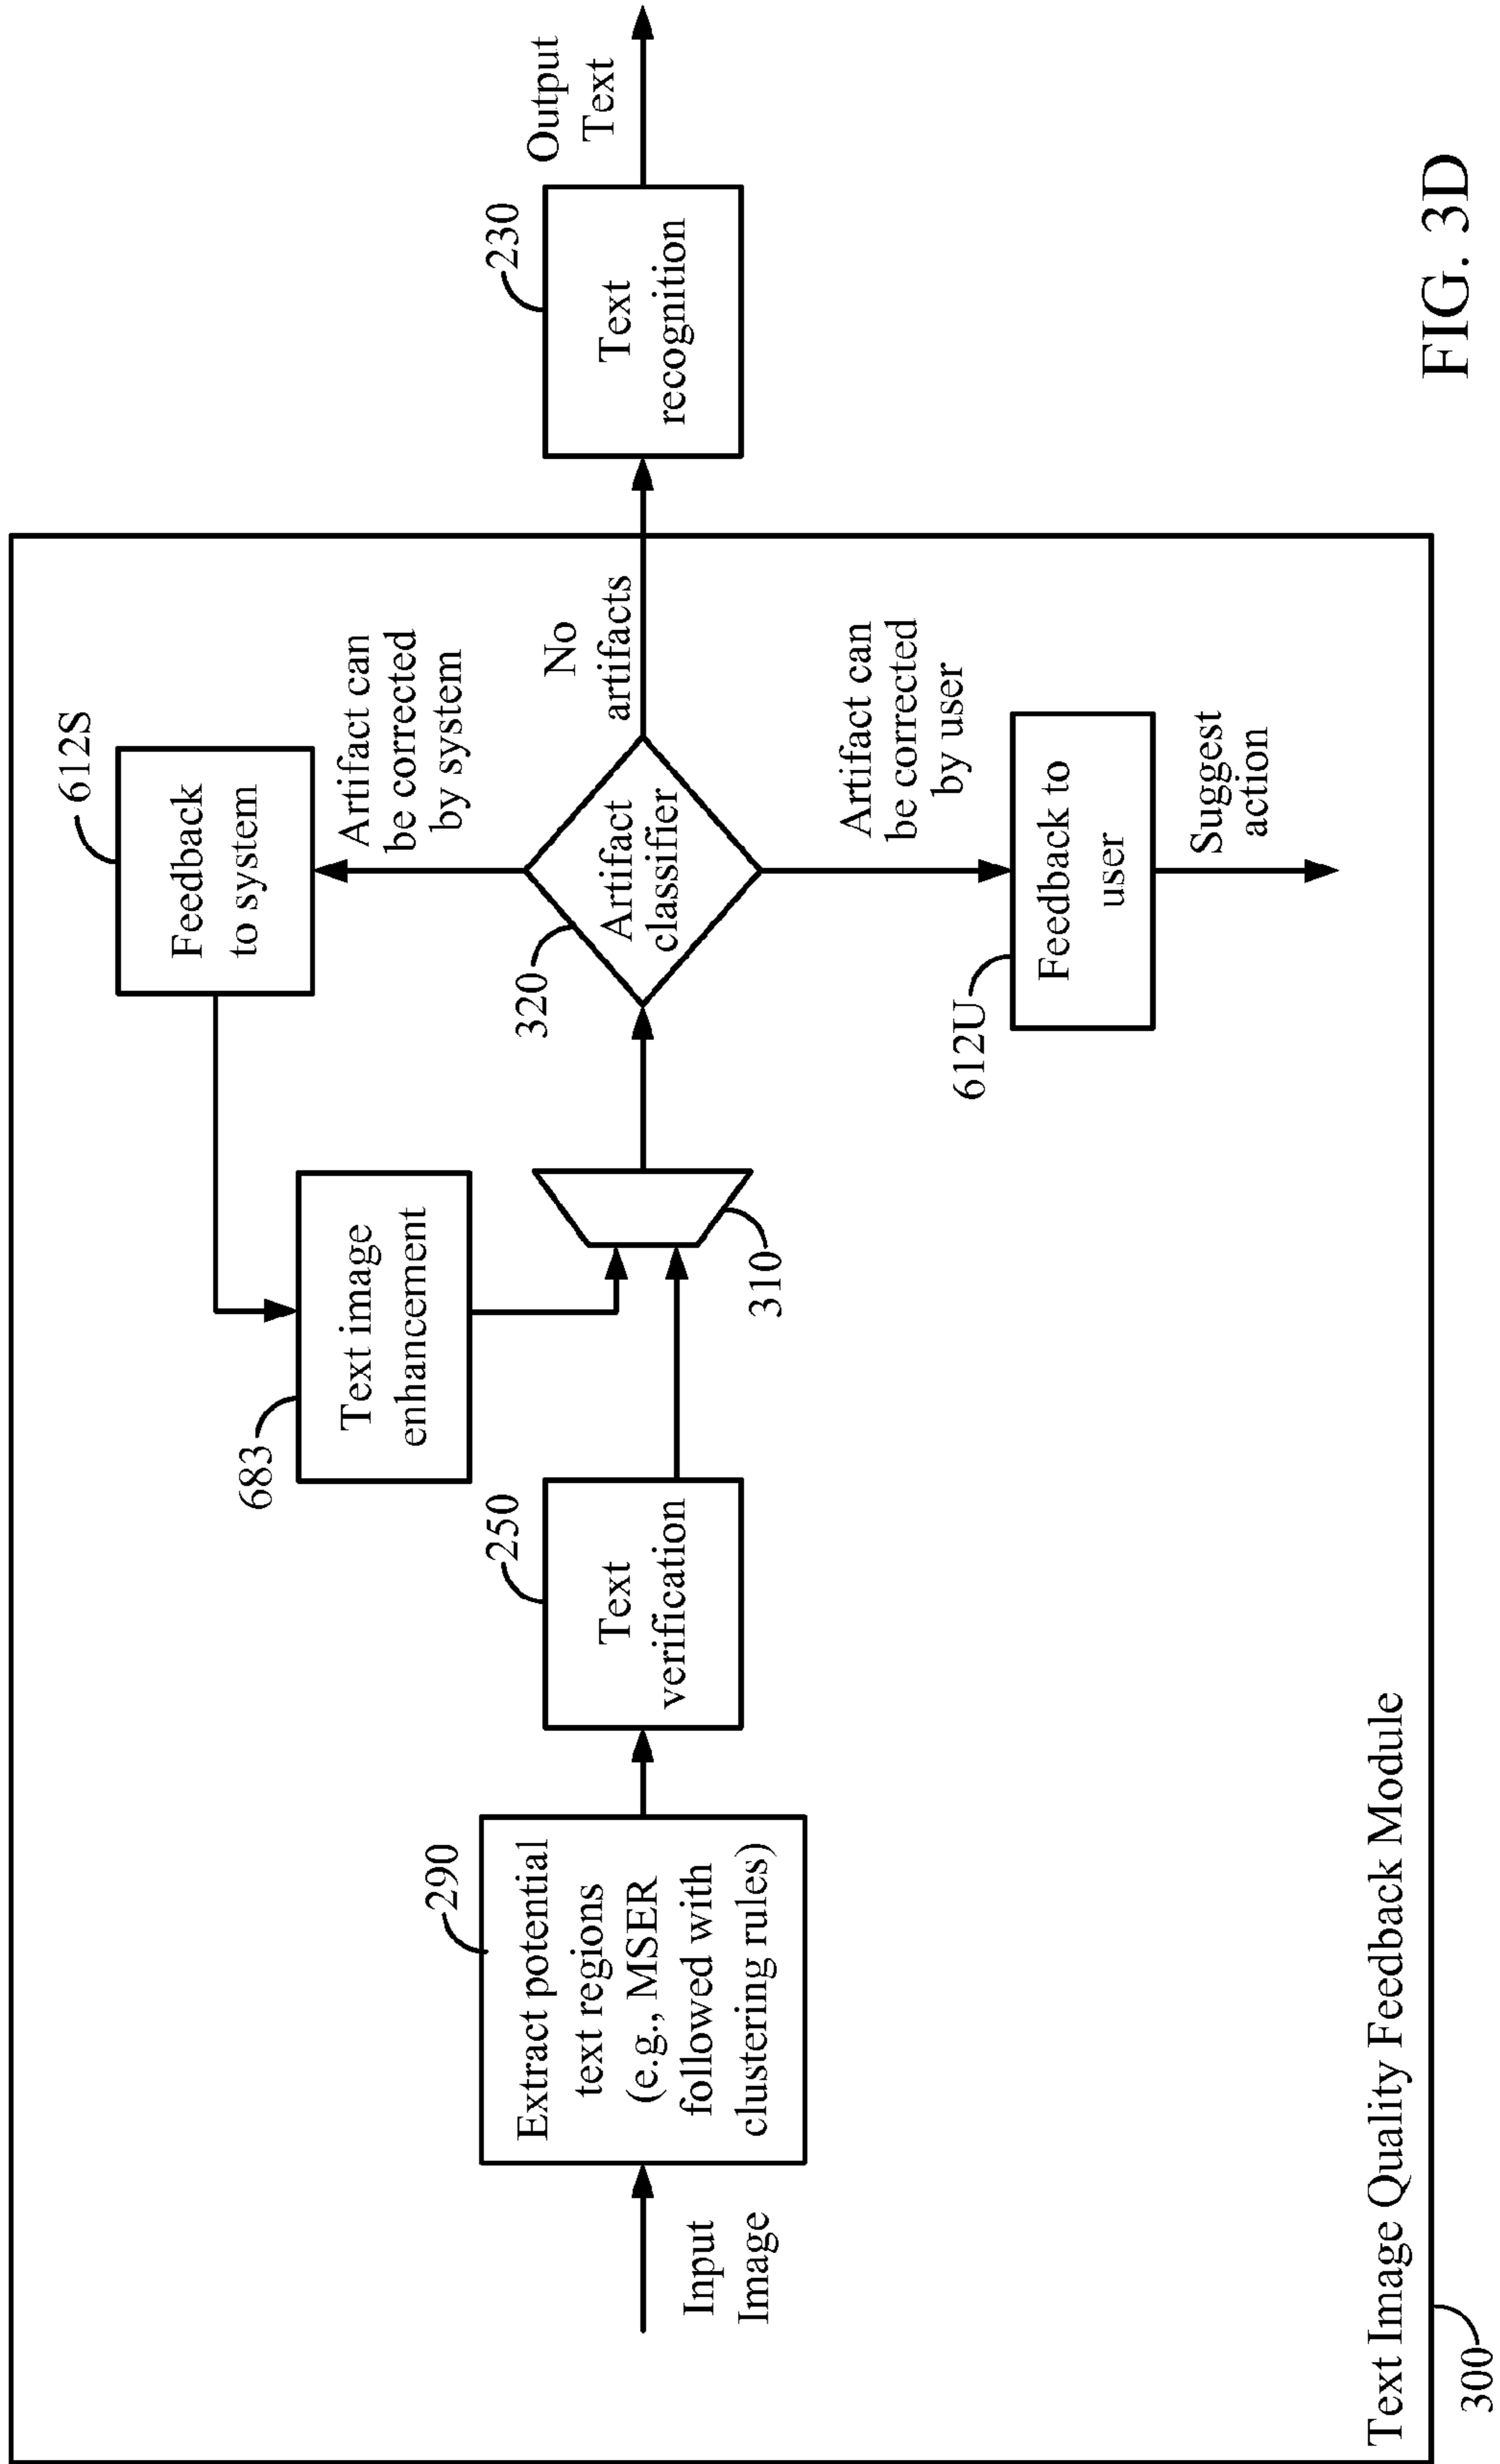 Input
Image
290
Extract potential
text regions
(e.g., MSER
followed with
clustering rules)
250
Text
verification
683
Text image
enhancement
310
320
Artifact
classifier
612S
Feedback
to system
Artifact can
be corrected
by system
No
artifacts
Artifact can
be corrected
by user
612U
Feedback to
user
Suggest
action
230
Text
recognition
Output
Text
Text Image Quality Feedback Module
300
FIG. 3D